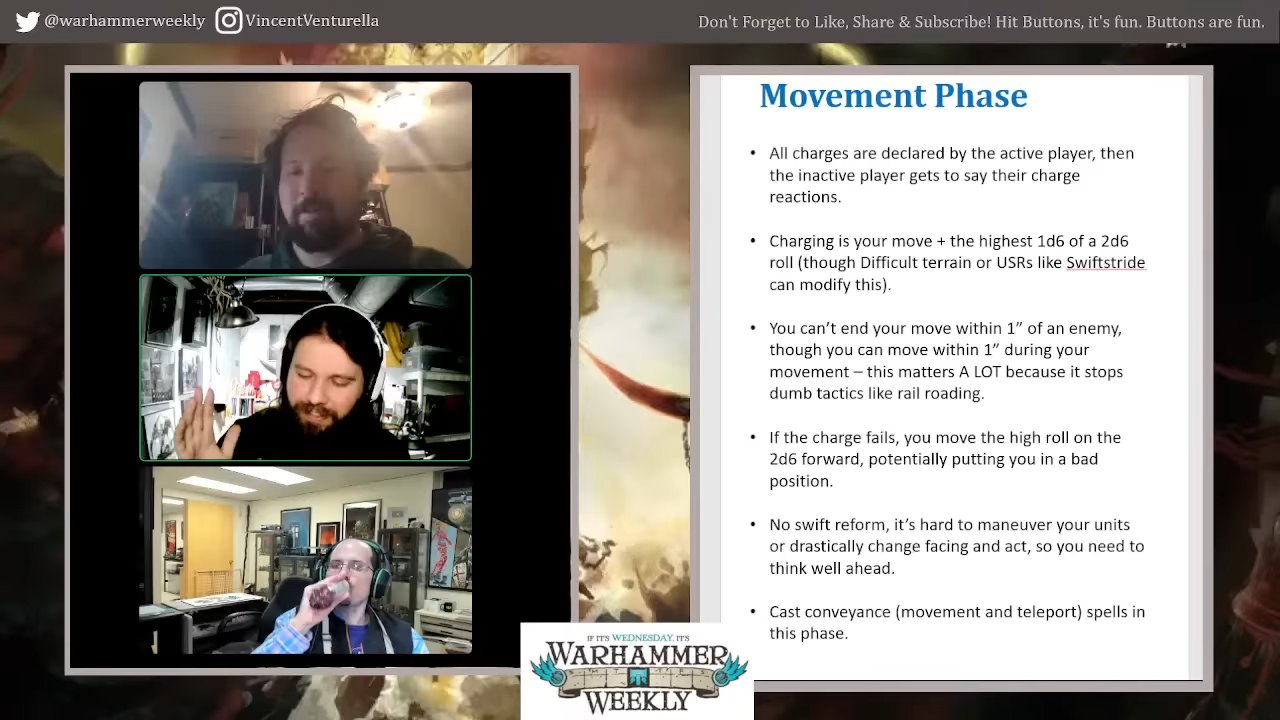 @warhammerweekly VincentVenturella
Don't Forget to Like, Share & Subscribe! Hit Buttons, it's fun. Buttons are fun.
Movement Phase
• All charges are declared by the active player, then
the inactive player gets to say their charge
reactions.
• Charging is your move + the highest 1d6 of a 2d6
roll (though Difficult terrain or USRs like Swiftstride
can modify this).
• You can't end your move within 1” of an enemy,
though you can move within 1” during your
movement – this matters A LOT because it stops
dumb tactics like rail roading.
• If the charge fails, you move the high roll on the
2d6 forward, potentially putting you in a bad
position.
• No swift reform, it's hard to maneuver your units
or drastically change facing and act, so you need to
think well ahead.
• Cast conveyance (movement and teleport) spells in
this phase.
IF IT'S WEDNESDAY, IT'S
WARHAMMER
WEEKLY